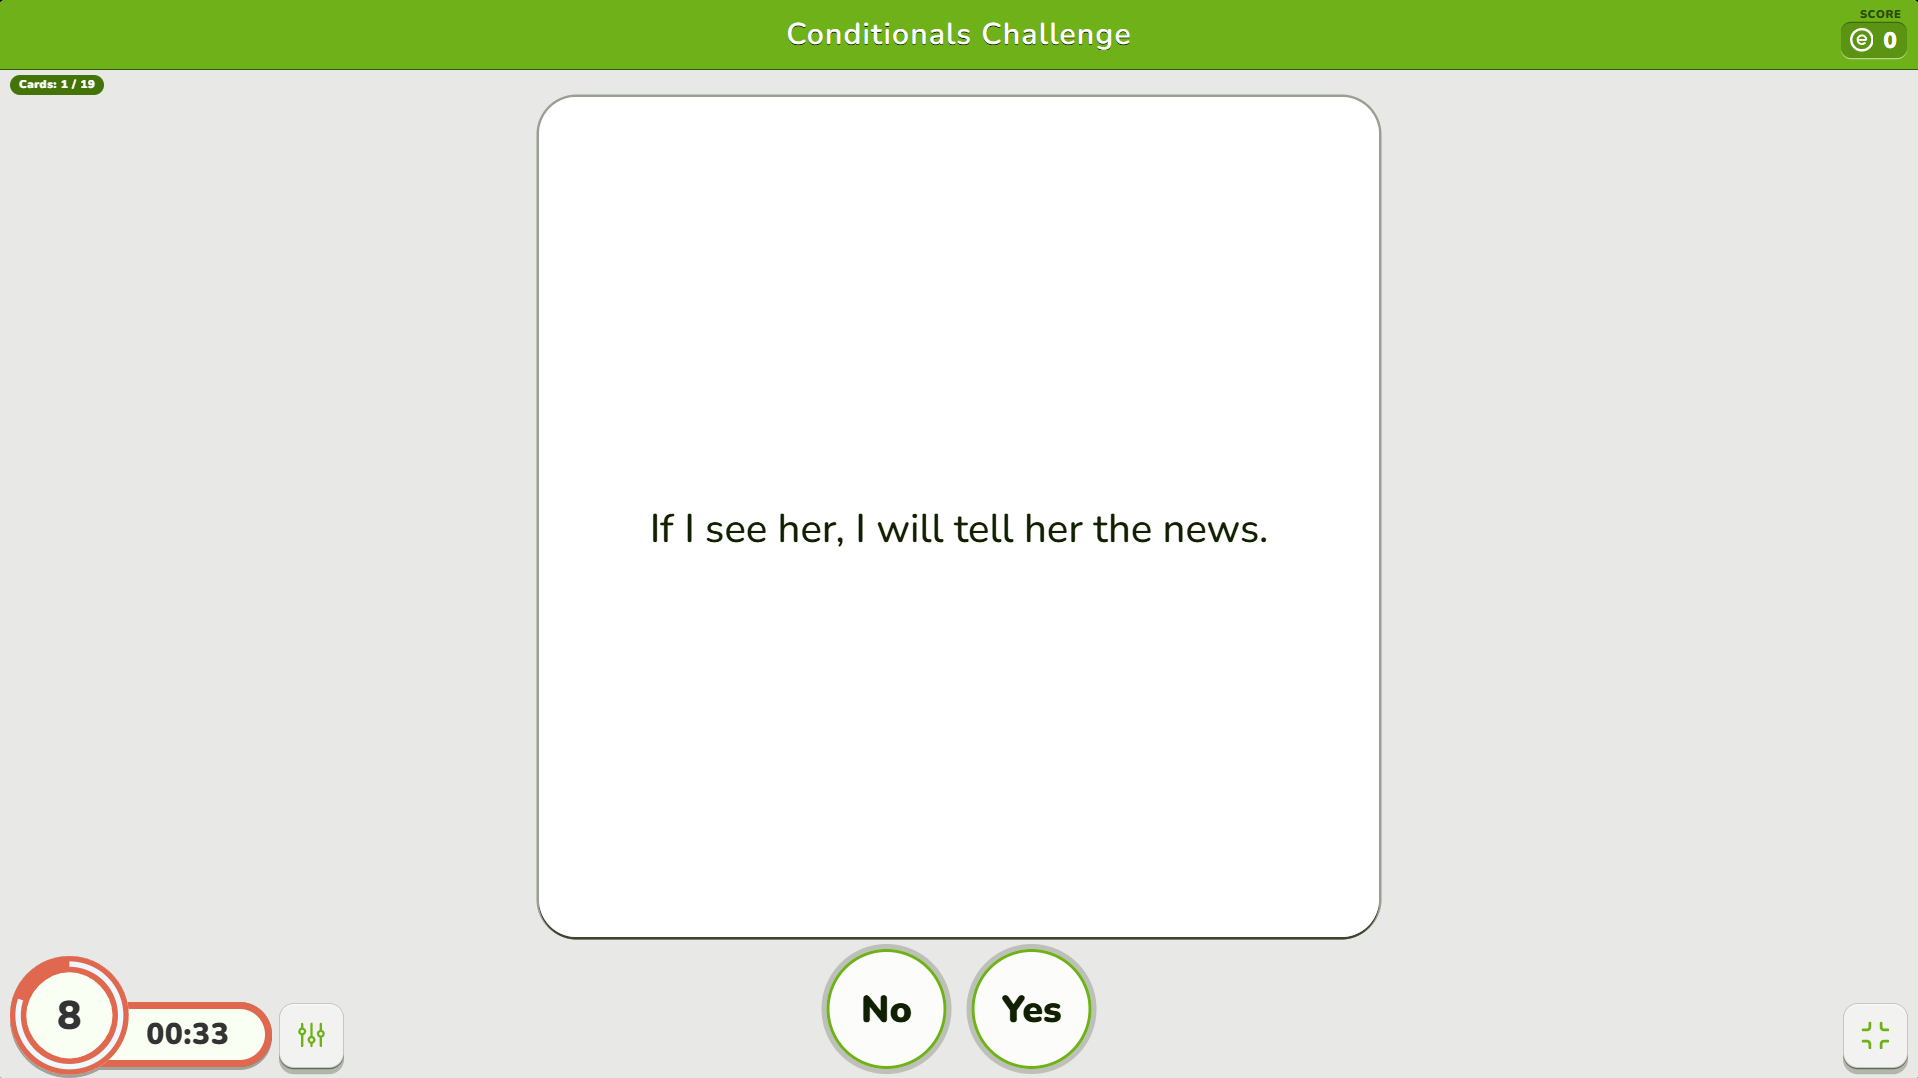 Conditionals Challenge
SCORE
e 0
Cards: 1 / 19
If I see her, I will tell her the news.
No
Yes
8
00:33